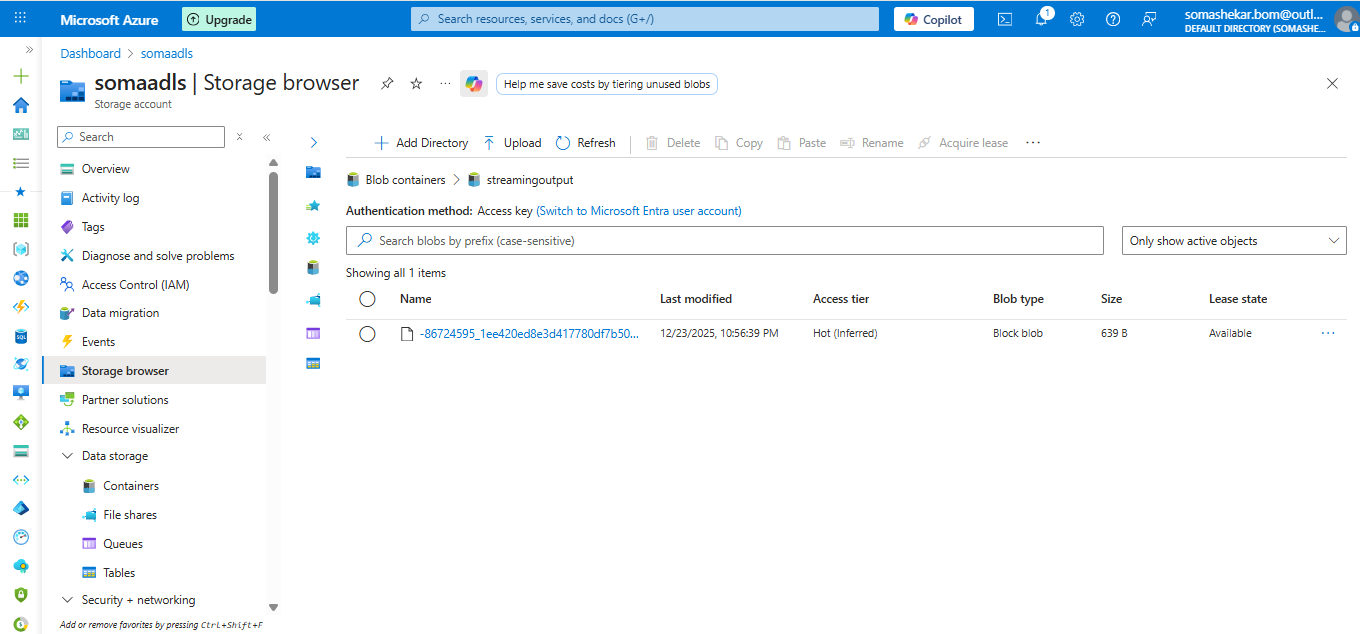 Microsoft Azure
Upgrade
Search resources, services, and docs (G+/)
Copilot
1
somashekar.bom@outl...
DEFAULT DIRECTORY (SOMASHE...
Dashboard > somaadls
somaadls | Storage browser
Help me save costs by tiering unused blobs
Storage account
Search
Overview
Activity log
Tags
Diagnose and solve problems
Access Control (IAM)
Data migration
Events
Storage browser
Partner solutions
Resource visualizer
Data storage
Containers
File shares
Queues
Tables
Security + networking
Add or remove favorites by pressing Ctrl+Shift+F
Add Directory Upload Refresh Delete Copy Paste Rename Acquire lease
Blob containers > streamingoutput
Authentication method: Access key (Switch to Microsoft Entra user account)
Search blobs by prefix (case-sensitive)
Only show active objects
Showing all 1 items
Name Last modified Access tier Blob type Size Lease state
-86724595_1ee420ed8e3d417780df7b50... 12/23/2025, 10:56:39 PM Hot (Inferred) Block blob 639 B Available